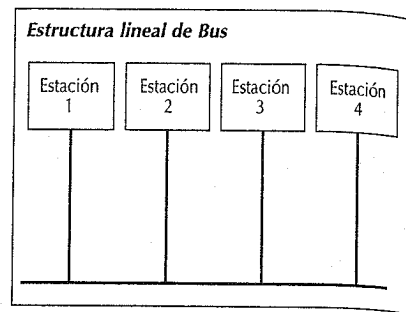 Estructura lineal de Bus
Estación
1
Estación
2
Estación
3
Estación
4